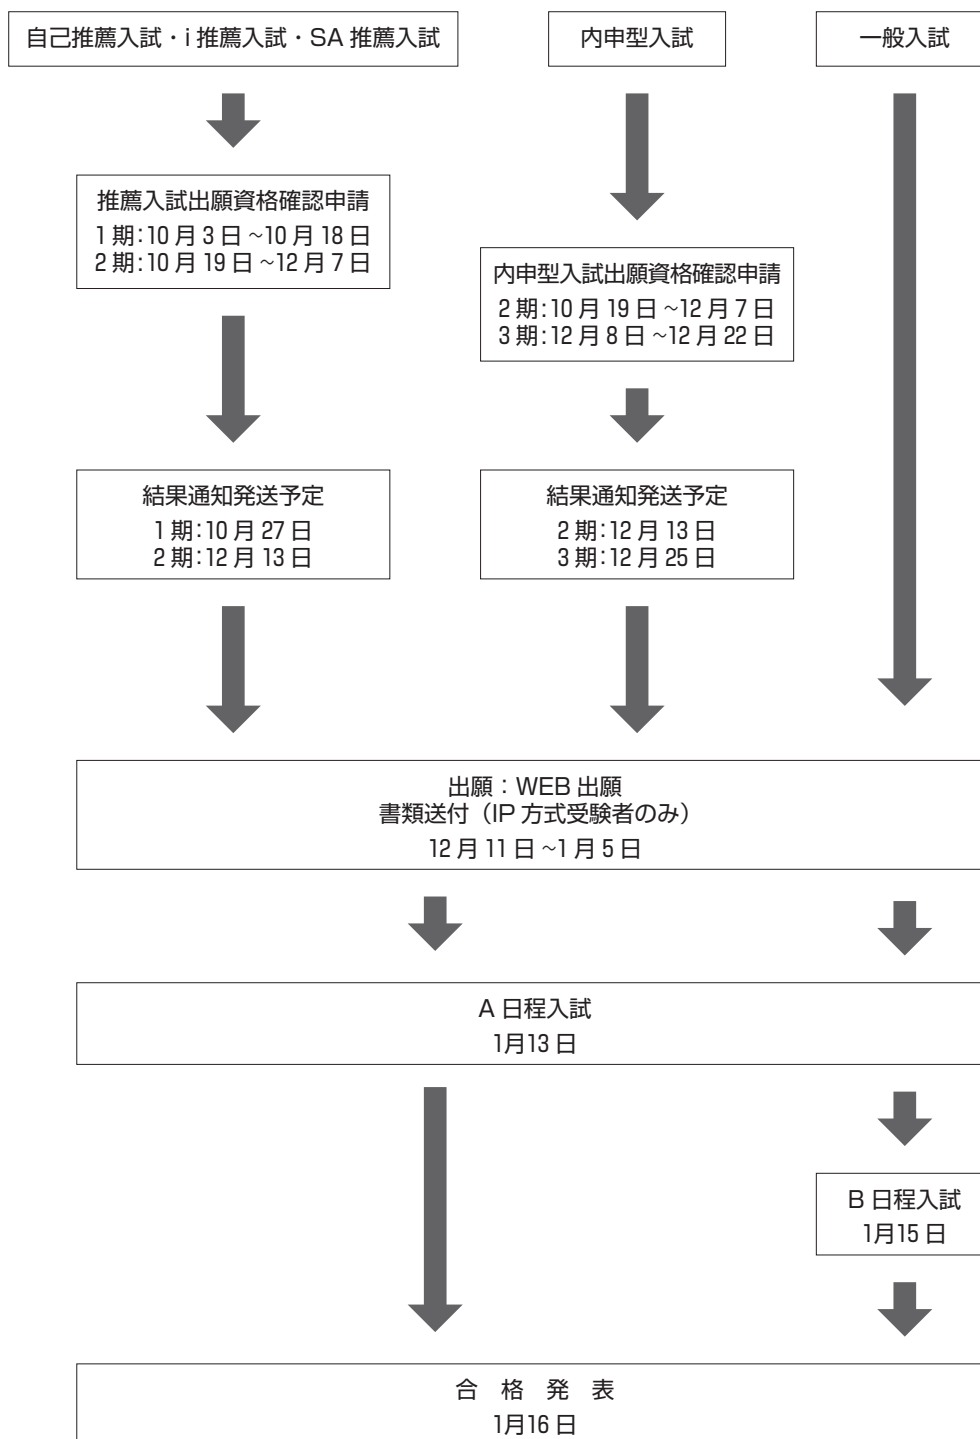 自己推薦入試・i 推薦入試・SA 推薦入試
内申型入試
一般入試
推薦入試出願資格確認申請
1 期:10 月 3 日 ~10 月 18 日
2 期:10 月 19 日 ~12 月 7 日
内申型入試出願資格確認申請
2 期:10 月 19 日 ~12 月 7 日
3 期:12 月 8 日 ~12 月 22 日
結果通知発送予定
1 期:10 月 27 日
2 期:12 月 13 日
結果通知発送予定
2 期:12 月 13 日
3 期:12 月 25 日
出願：WEB 出願
書類送付（IP 方式受験者のみ）
12 月 11 日 ~1 月 5 日
A 日程入試
1月13 日
B 日程入試
1月15 日
合 格 発 表
1月16 日